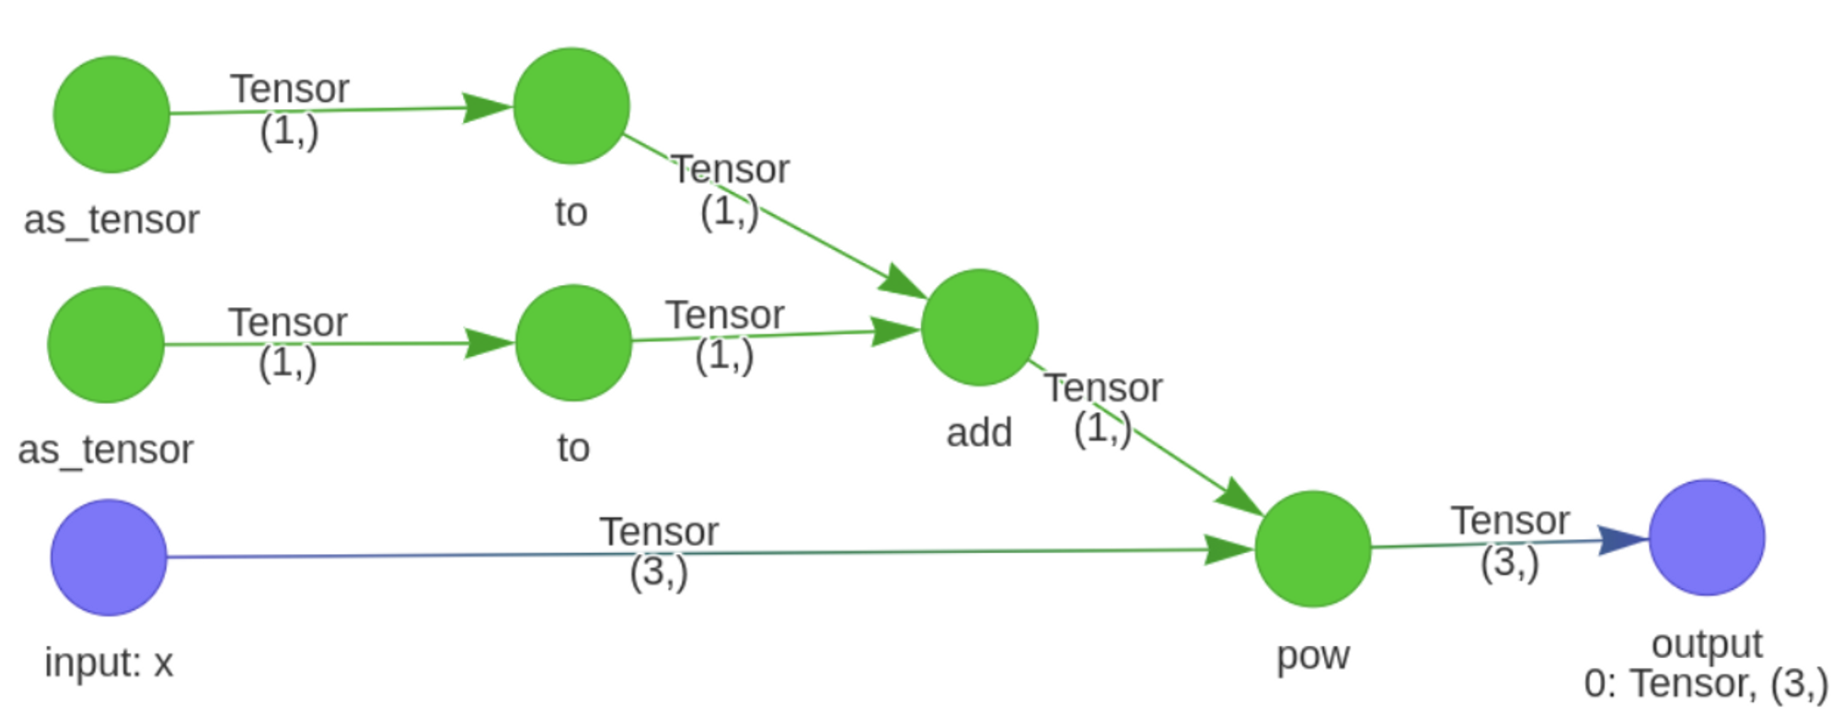 Tensor
(1,)
as_tensor
to
Tensor
(1,)
Tensor
(1,)
as_tensor
to
Tensor
(1,)
add
Tensor
(1,)
input: x
Tensor
(3,)
pow
Tensor
(3,)
output
0: Tensor, (3,)